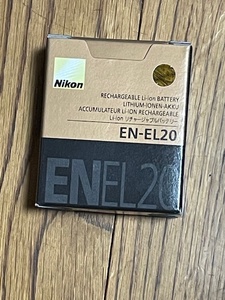 Nikon
RECHARGEABLE Li-ion BATTERY
LITHIUM-IONEN-AKKU
ACCUMULATEUR Li-ION RECHARGEABLE
Li-ion リチャージャブルバッテリー
EN-EL20
ENEL20